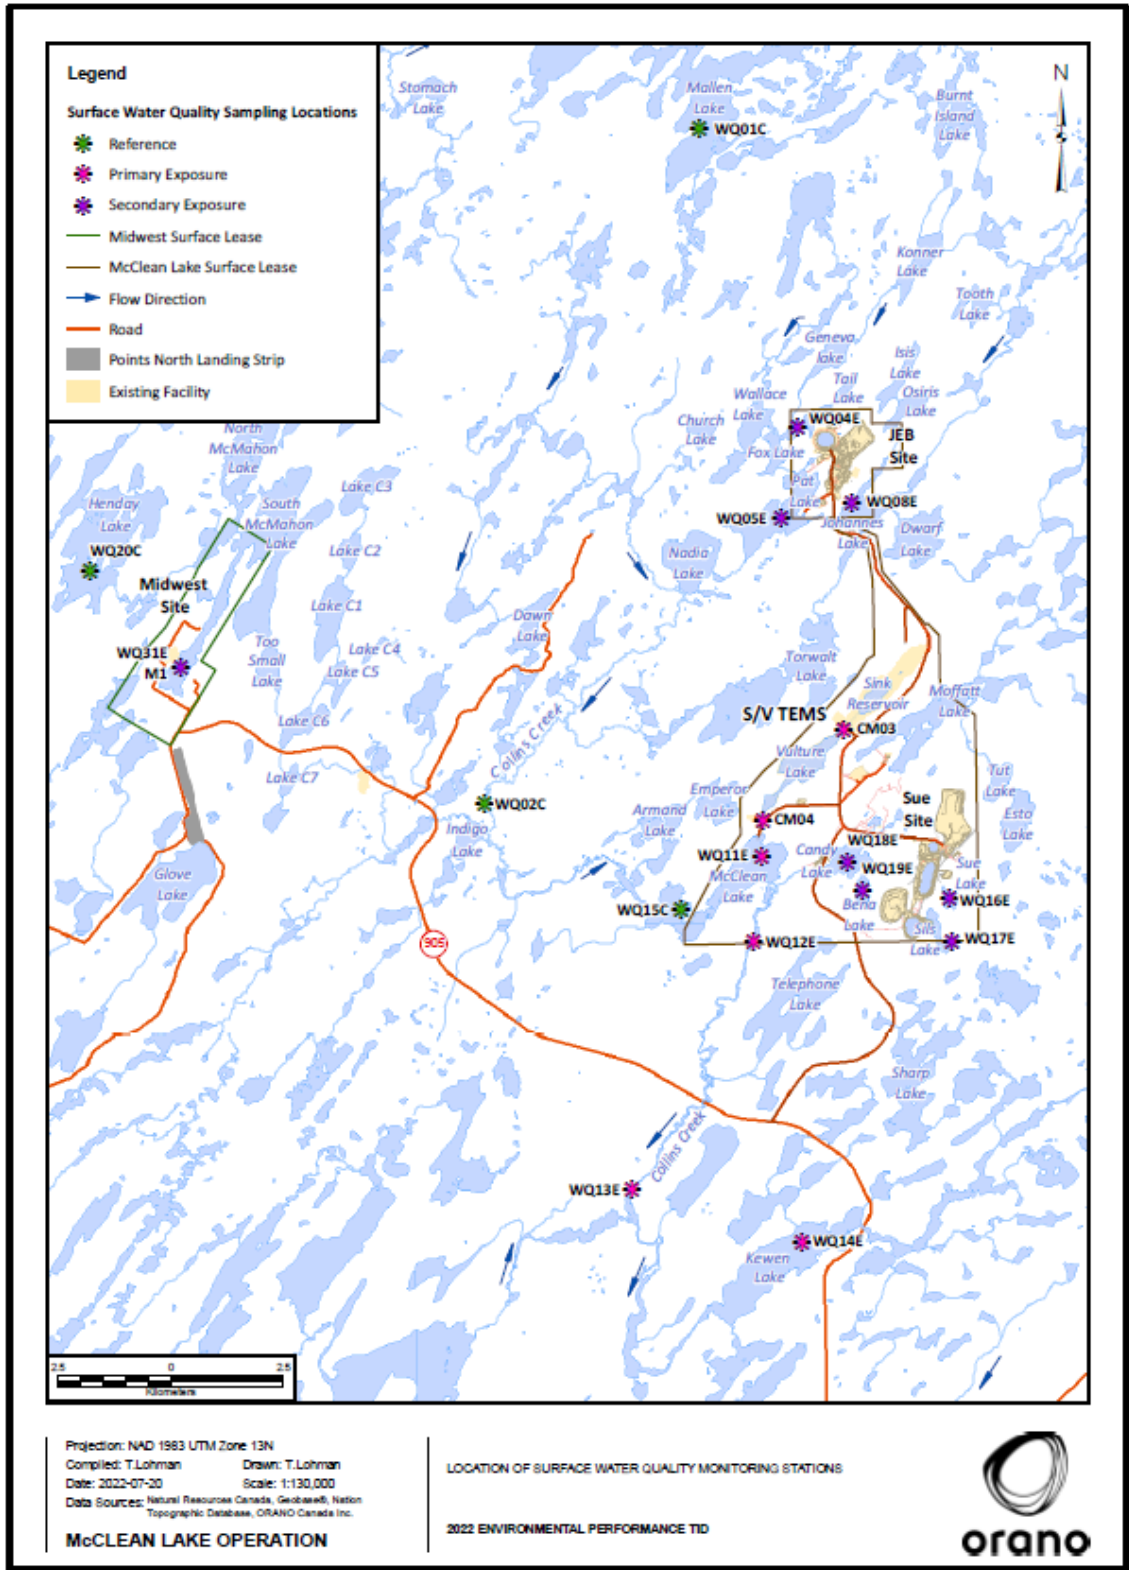 Legend
Surface Water Quality Sampling Locations
Reference
Primary Exposure
Secondary Exposure
Midwest Surface Lease
McClean Lake Surface Lease
Flow Direction
Road
Points North Landing Strip
Existing Facility
N
Stomach
Lake
Mallen
Lake
WQ01C
Burnt
Island
Lake
Konner
Lake
Tooth
Lake
Geneva
lake
Isis
Lake
Tail
Lake
Osiris
Lake
Wallace
Lake
Church
Lake
WQ04E
JEB
Site
Fox Lake
Pat
Lake
WQ08E
WQ05E
Johannes
Lake
Dwarf
Lake
Nadia
Lake
North
McMahon
Lake
Henday
Lake
South
McMahon
Lake
Lake C3
WQ20C
Lake C2
Midwest
Site
Lake C1
Dawn
Lake
WQ31E
M1
Too
Small
Lake
Lake C4
Lake C5
Torwalt
Lake
Sink
Reservoir
Moffatt
Lake
S/V TEMS
CM03
Lake C6
Collins Creek
Vulture
Lake
Lake C7
WQ02C
Emperor
Lake
Tut
Lake
Armand
Lake
CM04
Sue
Site
Esto
Lake
Indigo
Lake
WQ18E
WQ11E
Candy
Lake
WQ19E
Sue
Lake
Glove
Lake
McClean
Lake
WQ16E
WQ15C
Bena
Lake
Sils
Lake
905
WQ12E
WQ17E
Telephone
Lake
Sharp
Lake
Collins Creek
WQ13E
WQ14E
Kewen
Lake
2.5 0 2.5
Kilometers
Projection: NAD 1983 UTM Zone 13N
Compiled: T.Lohman Drawn: T.Lohman
Date: 2022-07-20 Scale: 1:130,000
Data Sources: Natural Resources Canada, Geobase®, Nation
Topographic Database, ORANO Canada Inc.
McCLEAN LAKE OPERATION
LOCATION OF SURFACE WATER QUALITY MONITORING STATIONS
2022 ENVIRONMENTAL PERFORMANCE TID
orano